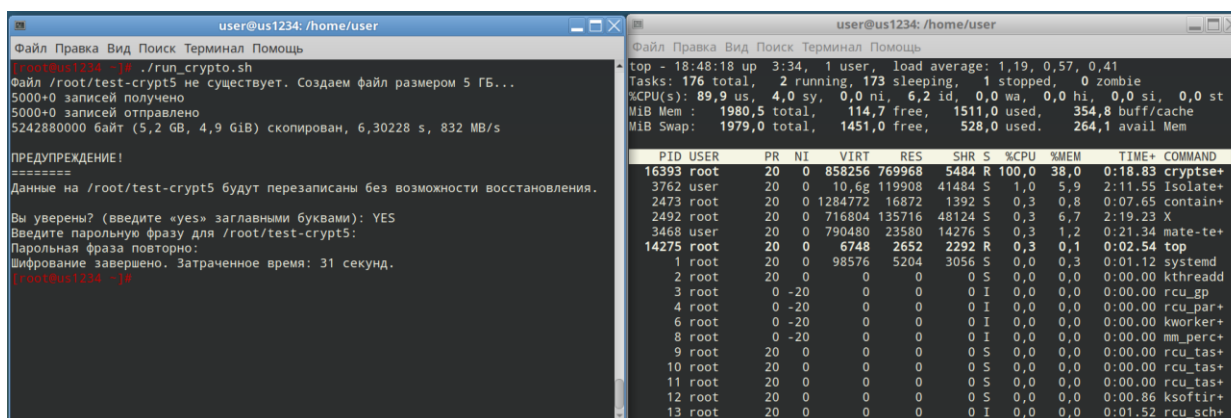 user@us1234: /home/user
Файл Правка Вид Поиск Терминал Помощь
[root@us1234 ~]# ./run_crypto.sh
Файл /root/test-crypt5 не существует. Создаем файл размером 5 ГБ...
5000+0 записей получено
5000+0 записей отправлено
5242880000 байт (5,2 GB, 4,9 GiB) скопирован, 6,30228 s, 832 MB/s
ПРЕДУПРЕЖДЕНИЕ!
========
Данные на /root/test-crypt5 будут перезаписаны без возможности восстановления.
Вы уверены? (введите «yes» заглавными буквами): YES
Введите парольную фразу для /root/test-crypt5:
Парольная фраза повторно:
Шифрование завершено. Затраченное время: 31 секунд.
[root@us1234 ~]#
user@us1234: /home/user
Файл Правка Вид Поиск Терминал Помощь
top - 18:48:18 up 3:34, 1 user, load average: 1,19, 0,57, 0,41
Tasks: 176 total, 2 running, 173 sleeping, 1 stopped, 0 zombie
%CPU(s): 89,9 us, 4,0 sy, 0,0 ni, 6,2 id, 0,0 wa, 0,0 hi, 0,0 si, 0,0 st
MiB Mem : 1980,5 total, 114,7 free, 1511,0 used, 354,8 buff/cache
MiB Swap: 1979,0 total, 1451,0 free, 528,0 used. 264,1 avail Mem
PID USER PR NI VIRT RES SHR S %CPU %MEM TIME+ COMMAND
16393 root 20 0 858256 769968 5484 R 100,0 38,0 0:18.83 cryptse+
3762 user 20 0 10,6g 119908 41484 S 1,0 5,9 2:11.55 Isolate+
2473 root 20 0 1284772 16872 1392 S 0,3 0,8 0:07.65 contain+
2492 root 20 0 716804 135716 48124 S 0,3 6,7 2:19.23 X
3468 user 20 0 790480 23580 14276 S 0,3 1,2 0:21.34 mate-te+
14275 root 20 0 6748 2652 2292 R 0,3 0,1 0:02.54 top
1 root 20 0 98576 5204 3056 S 0,0 0,3 0:01.12 systemd
2 root 20 0 0 0 0 S 0,0 0,0 0:00.00 kthreadd
3 root 0 -20 0 0 0 I 0,0 0,0 0:00.00 rcu_gp
4 root 0 -20 0 0 0 I 0,0 0,0 0:00.00 rcu_par+
6 root 0 -20 0 0 0 I 0,0 0,0 0:00.00 kworker+
8 root 0 -20 0 0 0 I 0,0 0,0 0:00.00 mm_perc+
9 root 20 0 0 0 0 S 0,0 0,0 0:00.00 rcu_tas+
10 root 20 0 0 0 0 S 0,0 0,0 0:00.00 rcu_tas+
11 root 20 0 0 0 0 S 0,0 0,0 0:00.00 rcu_tas+
12 root 20 0 0 0 0 S 0,0 0,0 0:00.86 ksoftir+
13 root 20 0 0 0 0 I 0,0 0,0 0:01.52 rcu_sch+